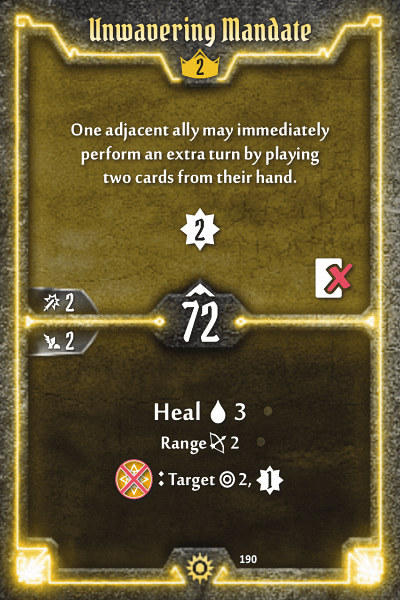 Unwavering Mandate
2
One adjacent ally may immediately
perform an extra turn by playing
two cards from their hand.
2
2
72
2
Heal 3
Range 2
: Target 2, 1
190